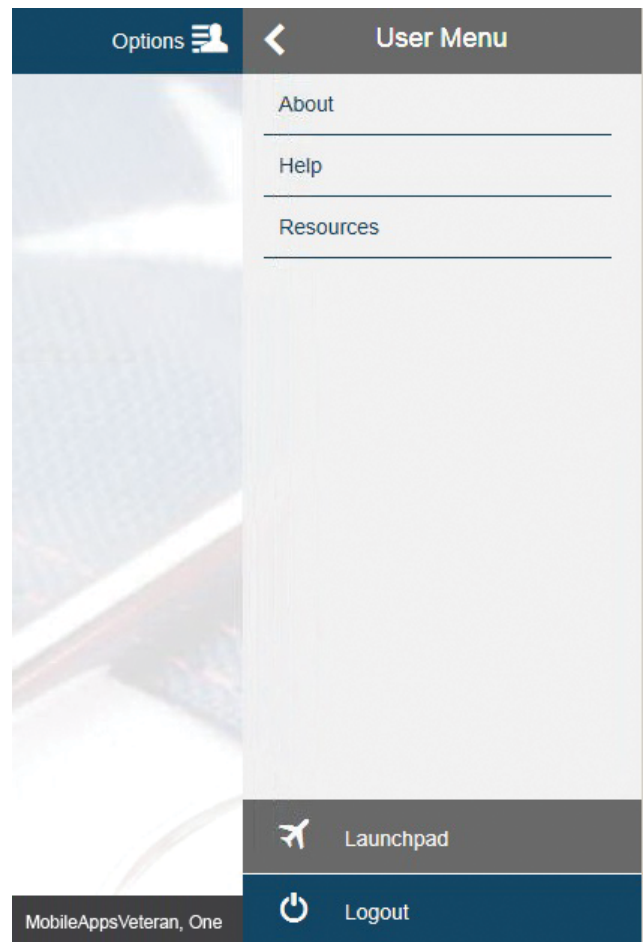 Options
User Menu
About
Help
Resources
Launchpad
Logout
MobileAppsVeteran, One